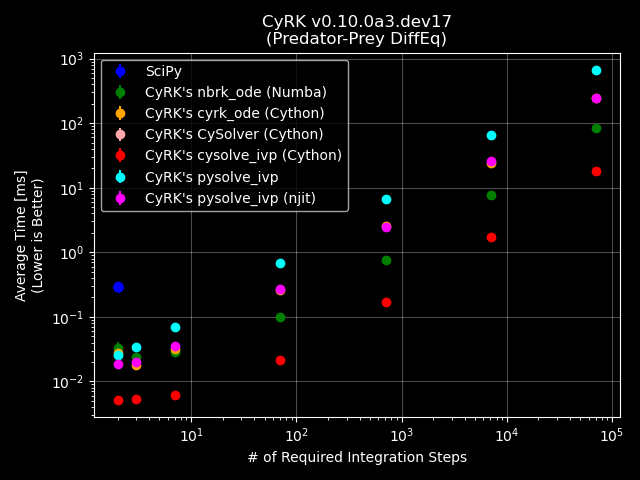 CyRK v0.10.0a3.dev17
(Predator-Prey DiffEq)
SciPy
CyRK's nbrk_ode (Numba)
CyRK's cyrk_ode (Cython)
CyRK's CySolver (Cython)
CyRK's cysolve_ivp (Cython)
CyRK's pysolve_ivp
CyRK's pysolve_ivp (njit)
Average Time [ms]
(Lower is Better)
10³
10²
10¹
10⁰
10⁻¹
10⁻²
10¹ 10² 10³ 10⁴ 10⁵
# of Required Integration Steps